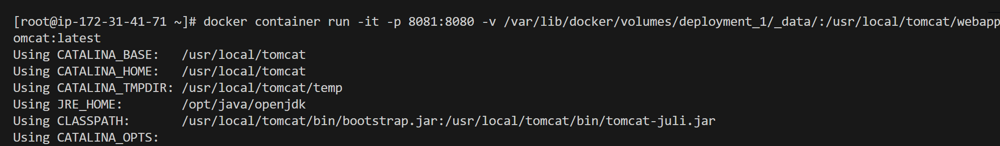 [root@ip-172-31-41-71 ~]# docker container run -it -p 8081:8080 -v /var/lib/docker/volumes/deployment_1/_data/:/usr/local/tomcat/webapp
omcat:latest
Using CATALINA_BASE:   /usr/local/tomcat
Using CATALINA_HOME:   /usr/local/tomcat
Using CATALINA_TMPDIR: /usr/local/tomcat/temp
Using JRE_HOME:        /opt/java/openjdk
Using CLASSPATH:       /usr/local/tomcat/bin/bootstrap.jar:/usr/local/tomcat/bin/tomcat-juli.jar
Using CATALINA_OPTS: